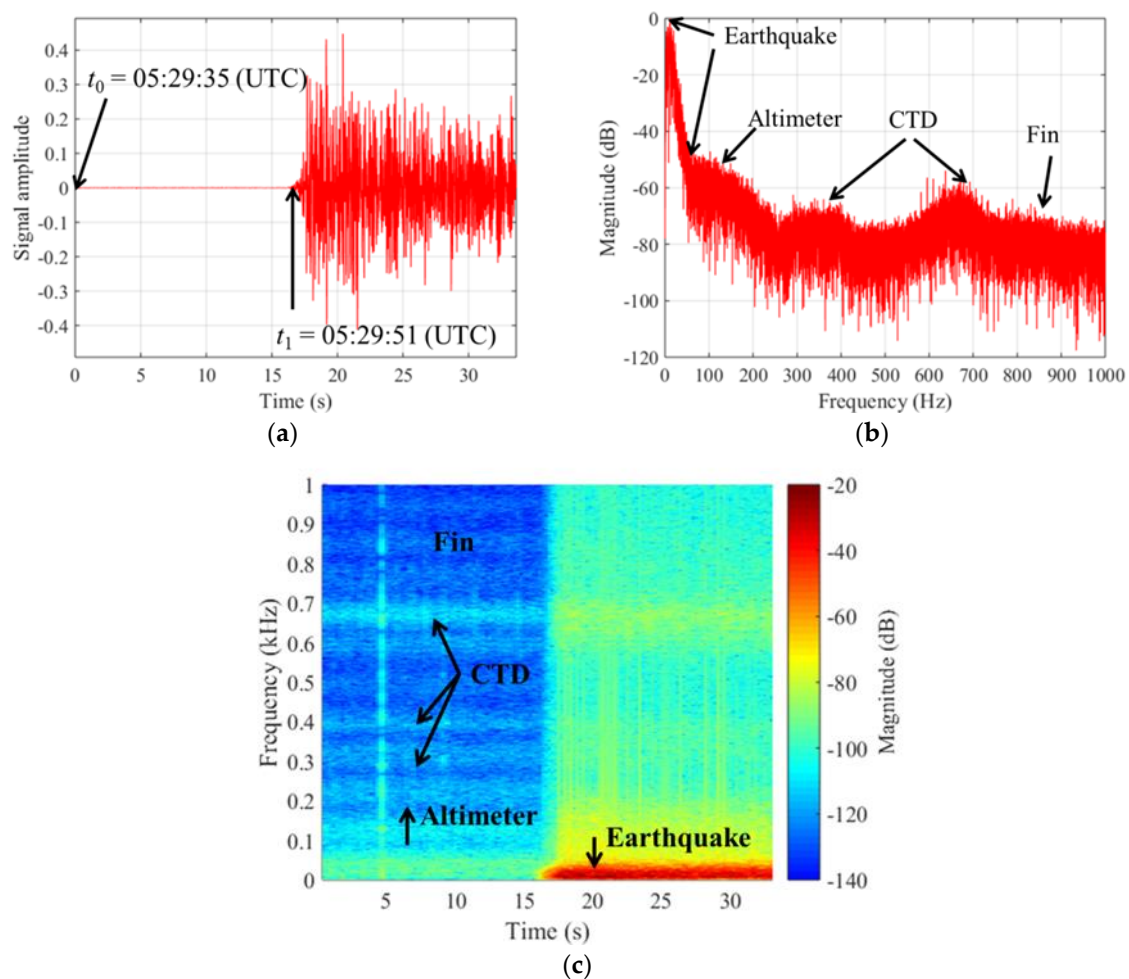 0.4
0.3
0.2
0.1
0
-0.1
-0.2
-0.3
-0.4
Signal amplitude
t0 = 05:29:35 (UTC)
t1 = 05:29:51 (UTC)
0 5 10 15 20 25 30
Time (s)
(a)
0
-20
-40
-60
-80
-100
-120
Magnitude (dB)
Earthquake
Altimeter
CTD
Fin
0 100 200 300 400 500 600 700 800 900 1000
Frequency (Hz)
(b)
1
0.9
0.8
0.7
0.6
0.5
0.4
0.3
0.2
0.1
0
Frequency (kHz)
Fin
CTD
Altimeter
Earthquake
5 10 15 20 25 30
Time (s)
-20
-40
-60
-80
-100
-120
-140
Magnitude (dB)
(c)